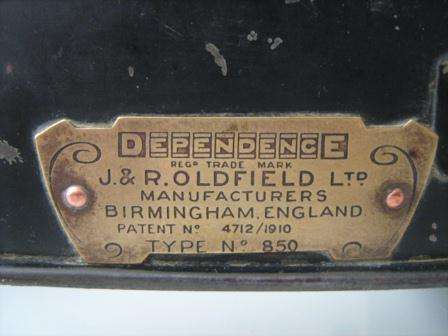 DEPENDENCE
REGD TRADE MARK
J. & R. OLDFIELD LTD
MANUFACTURERS
BIRMINGHAM, ENGLAND
PATENT No 4712/1910
TYPE No 850